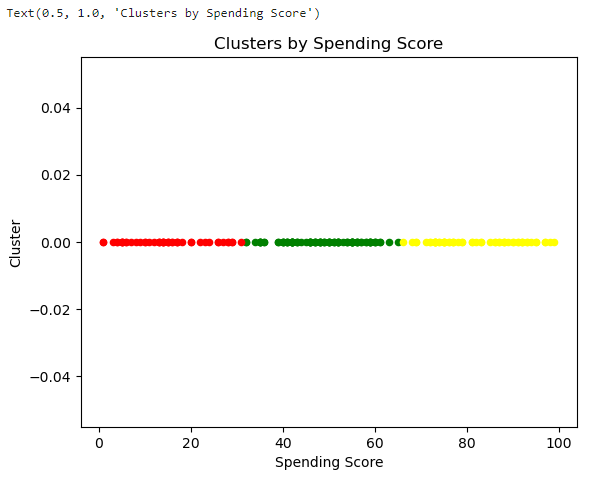 Text(0.5, 1.0, 'Clusters by Spending Score')
Clusters by Spending Score
0.04
0.02
0.00
−0.02
−0.04
Cluster
0 20 40 60 80 100
Spending Score